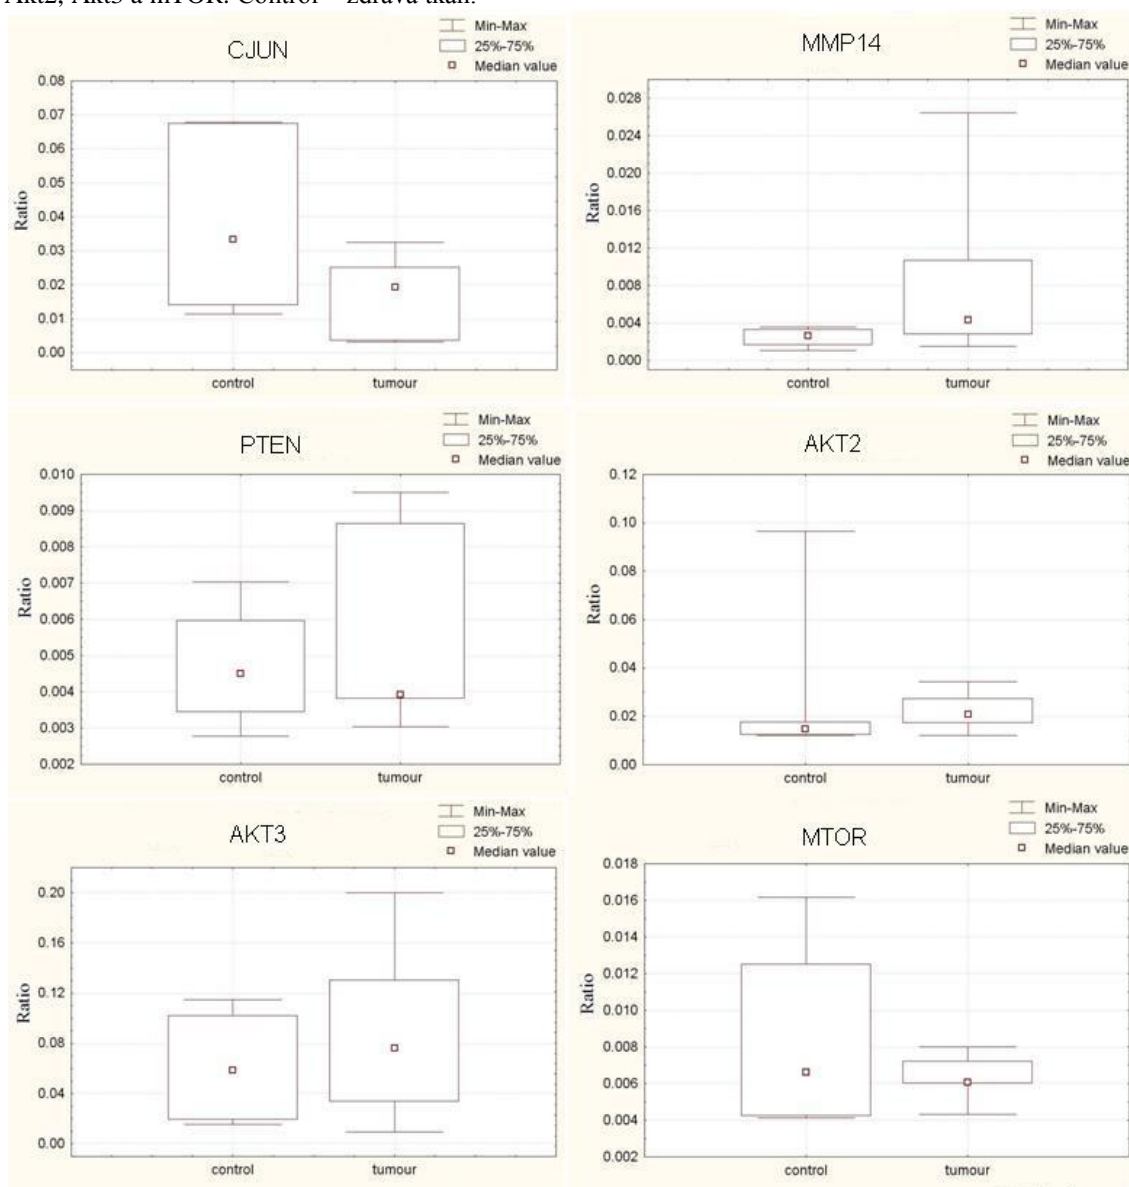 Akt2, Akt3 a mTOR. Control – zdravá tkáň.
CJUN
Min-Max
25%-75%
Median value
Ratio
0.08
0.07
0.06
0.05
0.04
0.03
0.02
0.01
0.00
control tumour
MMP14
Min-Max
25%-75%
Median value
Ratio
0.028
0.024
0.020
0.016
0.012
0.008
0.004
0.000
control tumour
PTEN
Min-Max
25%-75%
Median value
Ratio
0.010
0.009
0.008
0.007
0.006
0.005
0.004
0.003
0.002
control tumour
AKT2
Min-Max
25%-75%
Median value
Ratio
0.12
0.10
0.08
0.06
0.04
0.02
0.00
control tumour
AKT3
Min-Max
25%-75%
Median value
Ratio
0.20
0.16
0.12
0.08
0.04
0.00
control tumour
MTOR
Min-Max
25%-75%
Median value
Ratio
0.018
0.016
0.014
0.012
0.010
0.008
0.006
0.004
0.002
control tumour